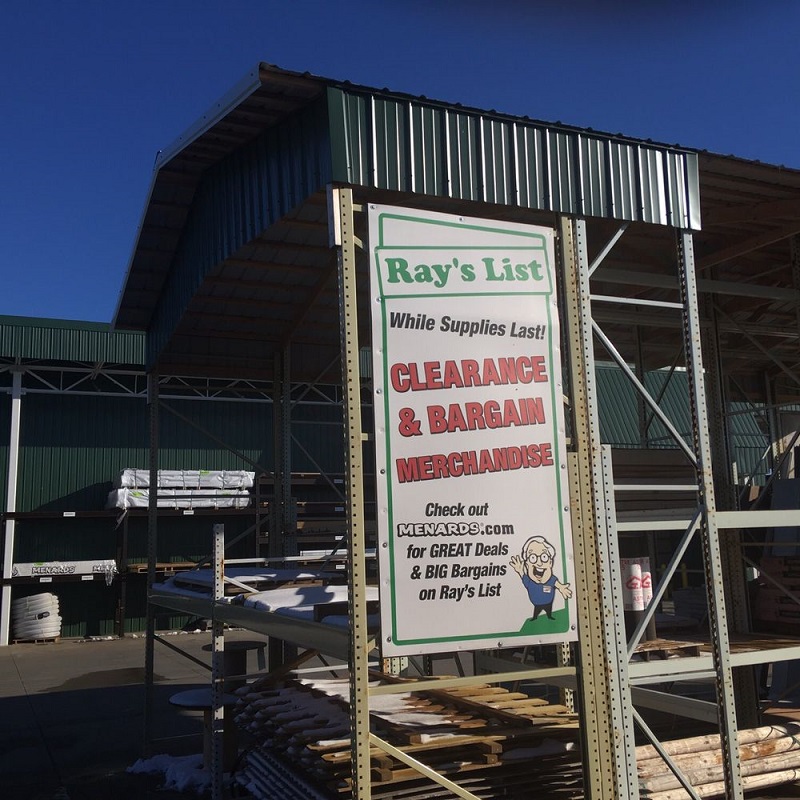 Ray's List
While Supplies Last!
CLEARANCE
& BARGAIN
MERCHANDISE
Check out
MENARDS.com
for GREAT Deals
& BIG Bargains
on Ray's List
MENARDS